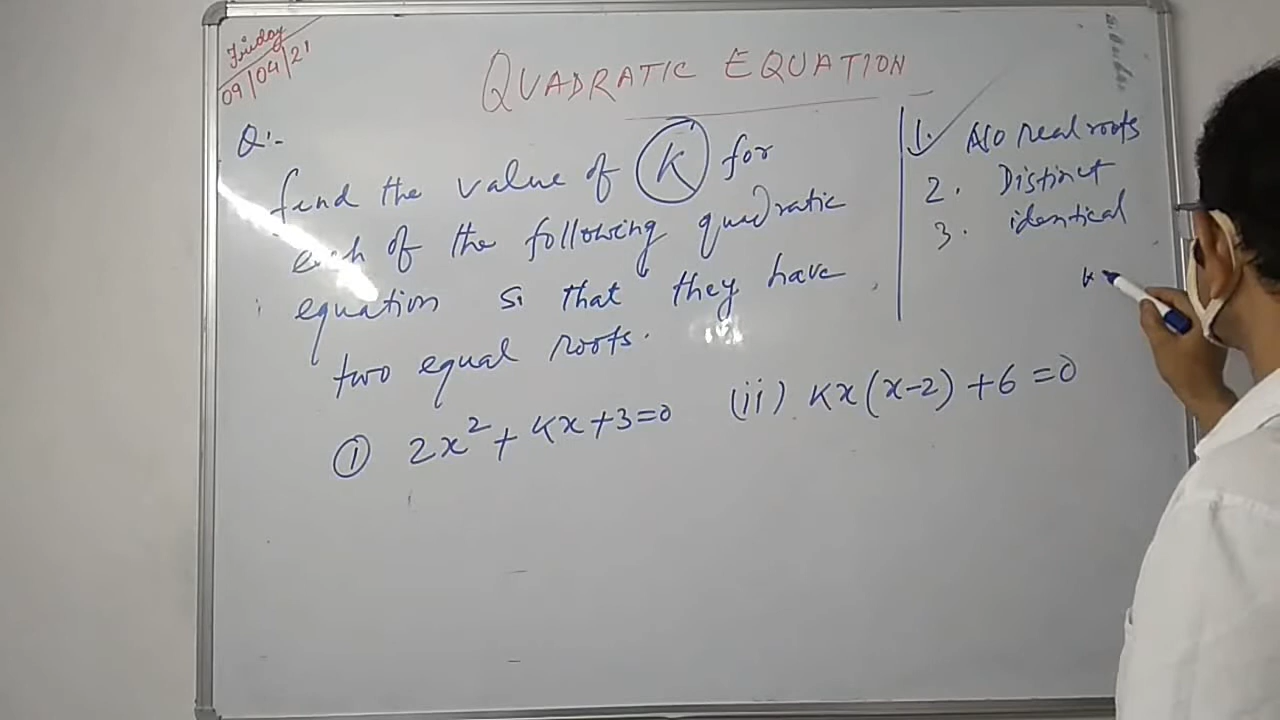 Friday
09/04/21
QUADRATIC EQUATION
Q:-
find the value of K for
each of the following quadratic
equation so that they have
two equal roots.
① 2x² + Kx + 3 = 0
(ii) Kx(x-2) + 6 = 0
1. No real roots
2. Distinct
3. identical